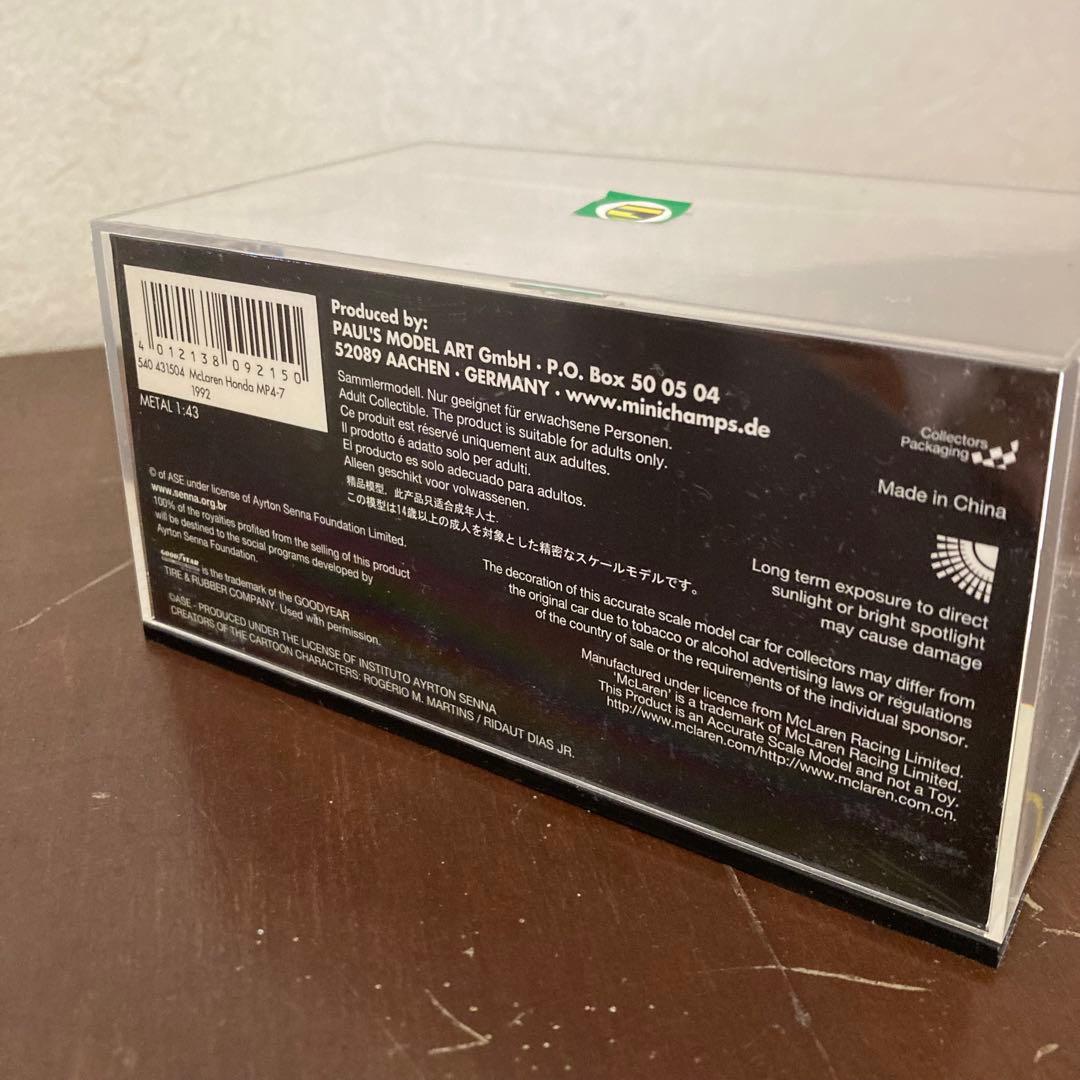 4 012138 092150
540 431504 McLaren Honda MP4-7
1992
METAL 1:43
Produced by:
PAUL'S MODEL ART GmbH · P.O. Box 50 05 04
52089 AACHEN · GERMANY · www.minichamps.de
Sammlermodell. Nur geeignet für erwachsene Personen.
Adult Collectible. The product is suitable for adults only.
Ce produit est réservé uniquement aux adultes.
Il prodotto é adatto solo per adulti.
El producto es solo adecuado para adultos.
Alleen geschikt voor volwassenen.
精品模型，此产品只适合成年人士.
この模型は14歳以上の成人を対象とした精密なスケールモデルです。
Collectors
Packaging
Made in China
Long term exposure to direct
sunlight or bright spotlight
may cause damage
© of ASE under license of Ayrton Senna Foundation Limited.
www.senna.org.br
100% of the royalties profited from the selling of this product
will be destined to the social programs developed by
Ayrton Senna Foundation.
GOODYEAR is the trademark of the GOODYEAR
TIRE & RUBBER COMPANY. Used with permission.
©ASE - PRODUCED UNDER THE LICENSE OF INSTITUTO AYRTON SENNA
CREATORS OF THE CARTOON CHARACTERS: ROGÉRIO M. MARTINS / RIDAUT DIAS JR.
The decoration of this accurate scale model car for collectors may differ from
the original car due to tobacco or alcohol advertising laws or regulations
of the country of sale or the requirements of the individual sponsor.
Manufactured under licence from McLaren Racing Limited.
'McLaren' is a trademark of McLaren Racing Limited.
This Product is an Accurate Scale Model and not a Toy.
http://www.mclaren.com/http://www.mclaren.com.cn.